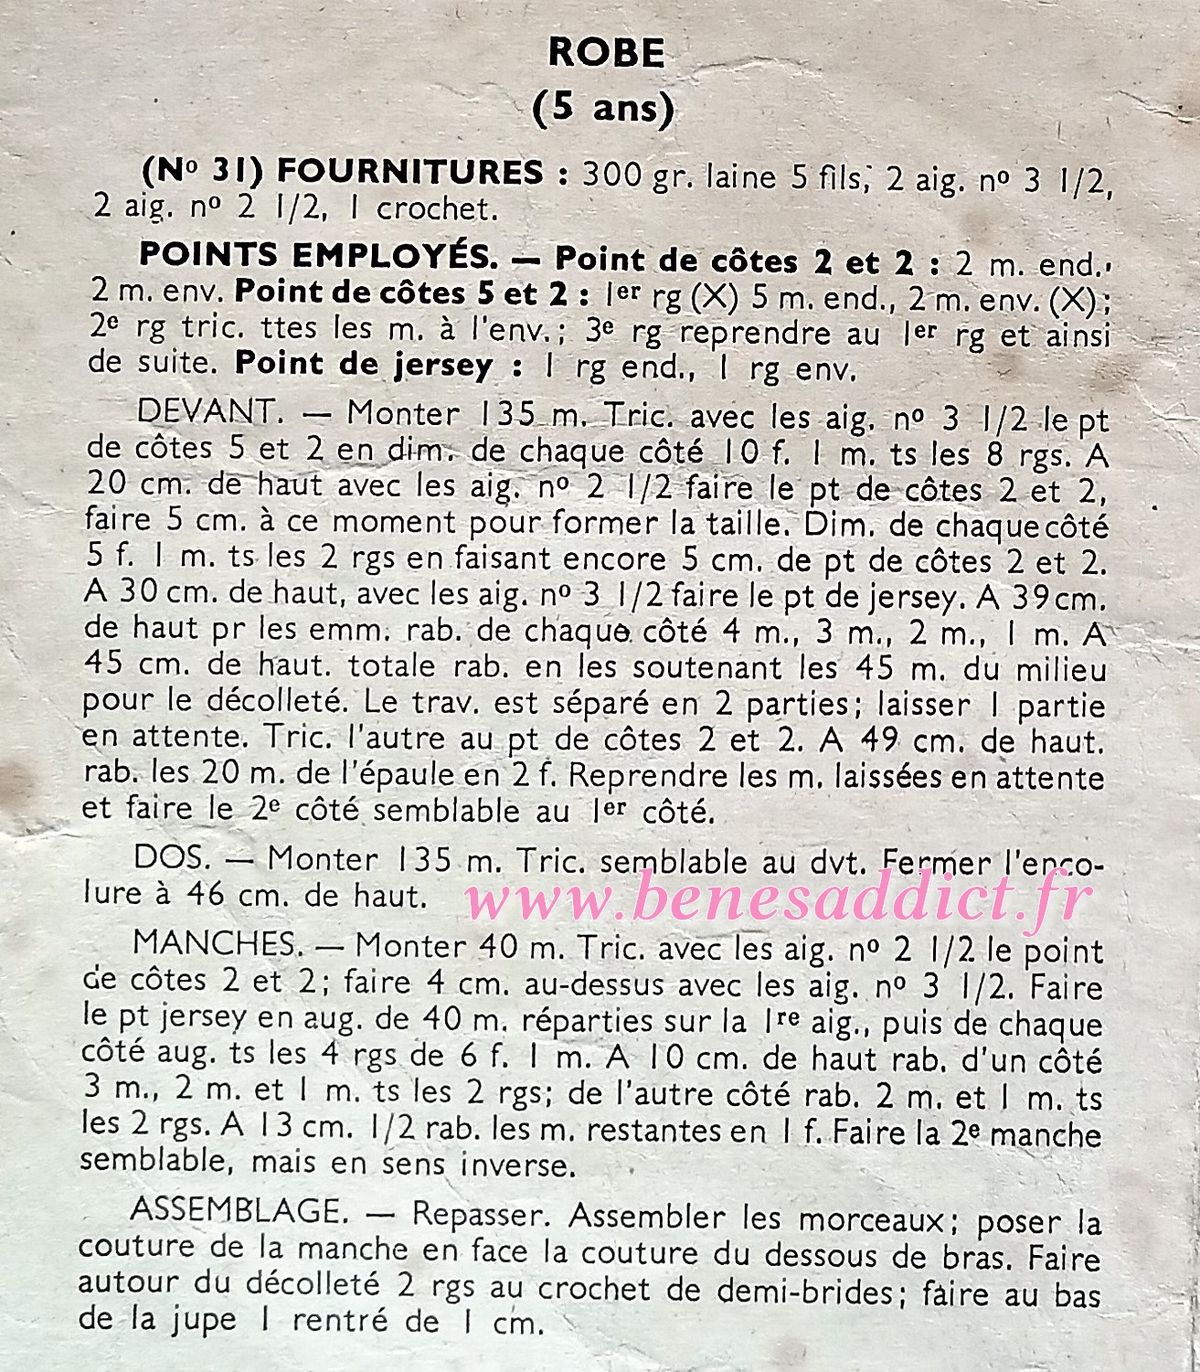 ROBE
(5 ans)
(Nº 31) FOURNITURES : 300 gr. laine 5 fils, 2 aig. nº 3 1/2,
2 aig. nº 2 1/2, 1 crochet.
POINTS EMPLOYÉS. — Point de côtes 2 et 2 : 2 m. end.,
2 m. env. Point de côtes 5 et 2 : 1er rg (X) 5 m. end., 2 m. env. (X);
2e rg tric. ttes les m. à l'env.; 3e rg reprendre au 1er rg et ainsi
de suite. Point de jersey : 1 rg end., 1 rg env.
DEVANT. — Monter 135 m. Tric. avec les aig. nº 3 1/2 le pt
de côtes 5 et 2 en dim. de chaque côté 10 f. 1 m. ts les 8 rgs. A
20 cm. de haut avec les aig. nº 2 1/2 faire le pt de côtes 2 et 2,
faire 5 cm. à ce moment pour former la taille. Dim. de chaque côté
5 f. 1 m. ts les 2 rgs en faisant encore 5 cm. de pt de côtes 2 et 2.
A 30 cm. de haut, avec les aig. nº 3 1/2 faire le pt de jersey. A 39 cm.
de haut pr les emm. rab. de chaque côté 4 m., 3 m., 2 m., 1 m. A
45 cm. de haut. totale rab. en les soutenant les 45 m. du milieu
pour le décolleté. Le trav. est séparé en 2 parties; laisser 1 partie
en attente. Tric. l'autre au pt de côtes 2 et 2. A 49 cm. de haut.
rab. les 20 m. de l'épaule en 2 f. Reprendre les m. laissées en attente
et faire le 2e côté semblable au 1er côté.
DOS. — Monter 135 m. Tric. semblable au dvt. Fermer l'enco-
lure à 46 cm. de haut.
www.benesaddict.fr
MANCHES. — Monter 40 m. Tric. avec les aig. nº 2 1/2 le point
de côtes 2 et 2; faire 4 cm. au-dessus avec les aig. nº 3 1/2. Faire
le pt jersey en aug. de 40 m. réparties sur la 1re aig., puis de chaque
côté aug. ts les 4 rgs de 6 f. 1 m. A 10 cm. de haut rab. d'un côté
3 m., 2 m. et 1 m. ts les 2 rgs; de l'autre côté rab. 2 m. et 1 m. ts
les 2 rgs. A 13 cm. 1/2 rab. les m. restantes en 1 f. Faire la 2e manche
semblable, mais en sens inverse.
ASSEMBLAGE. — Repasser. Assembler les morceaux; poser la
couture de la manche en face la couture du dessous de bras. Faire
autour du décolleté 2 rgs au crochet de demi-brides; faire au bas
de la jupe 1 rentré de 1 cm.